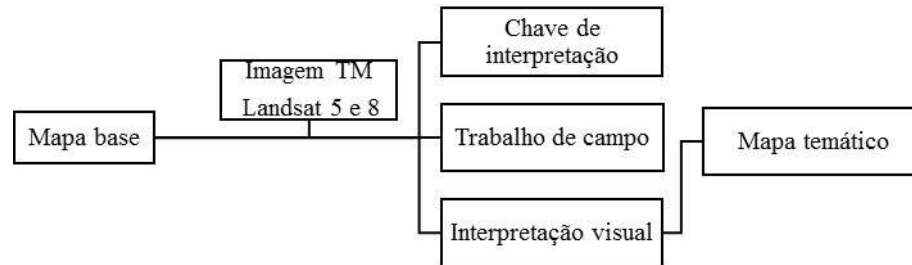 Mapa base
Imagem TM
Landsat 5 e 8
Chave de
interpretação
Trabalho de campo
Interpretação visual
Mapa temático